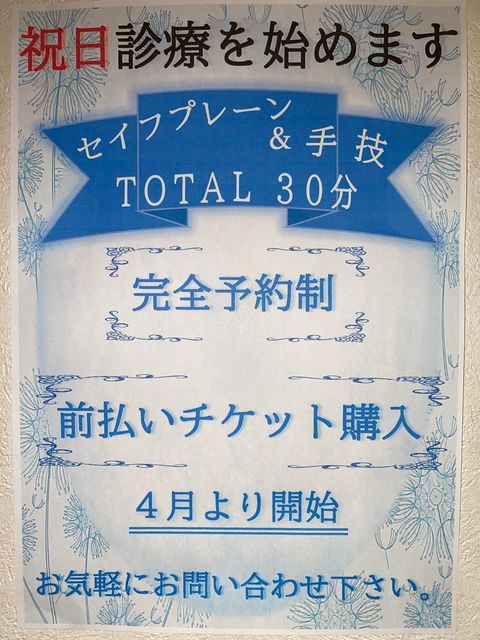 祝日診療を始めます
セイフプレーン
&手技
TOTAL 30分
完全予約制
前払いチケット購入
4月より開始
お気軽にお問い合わせ下さい。